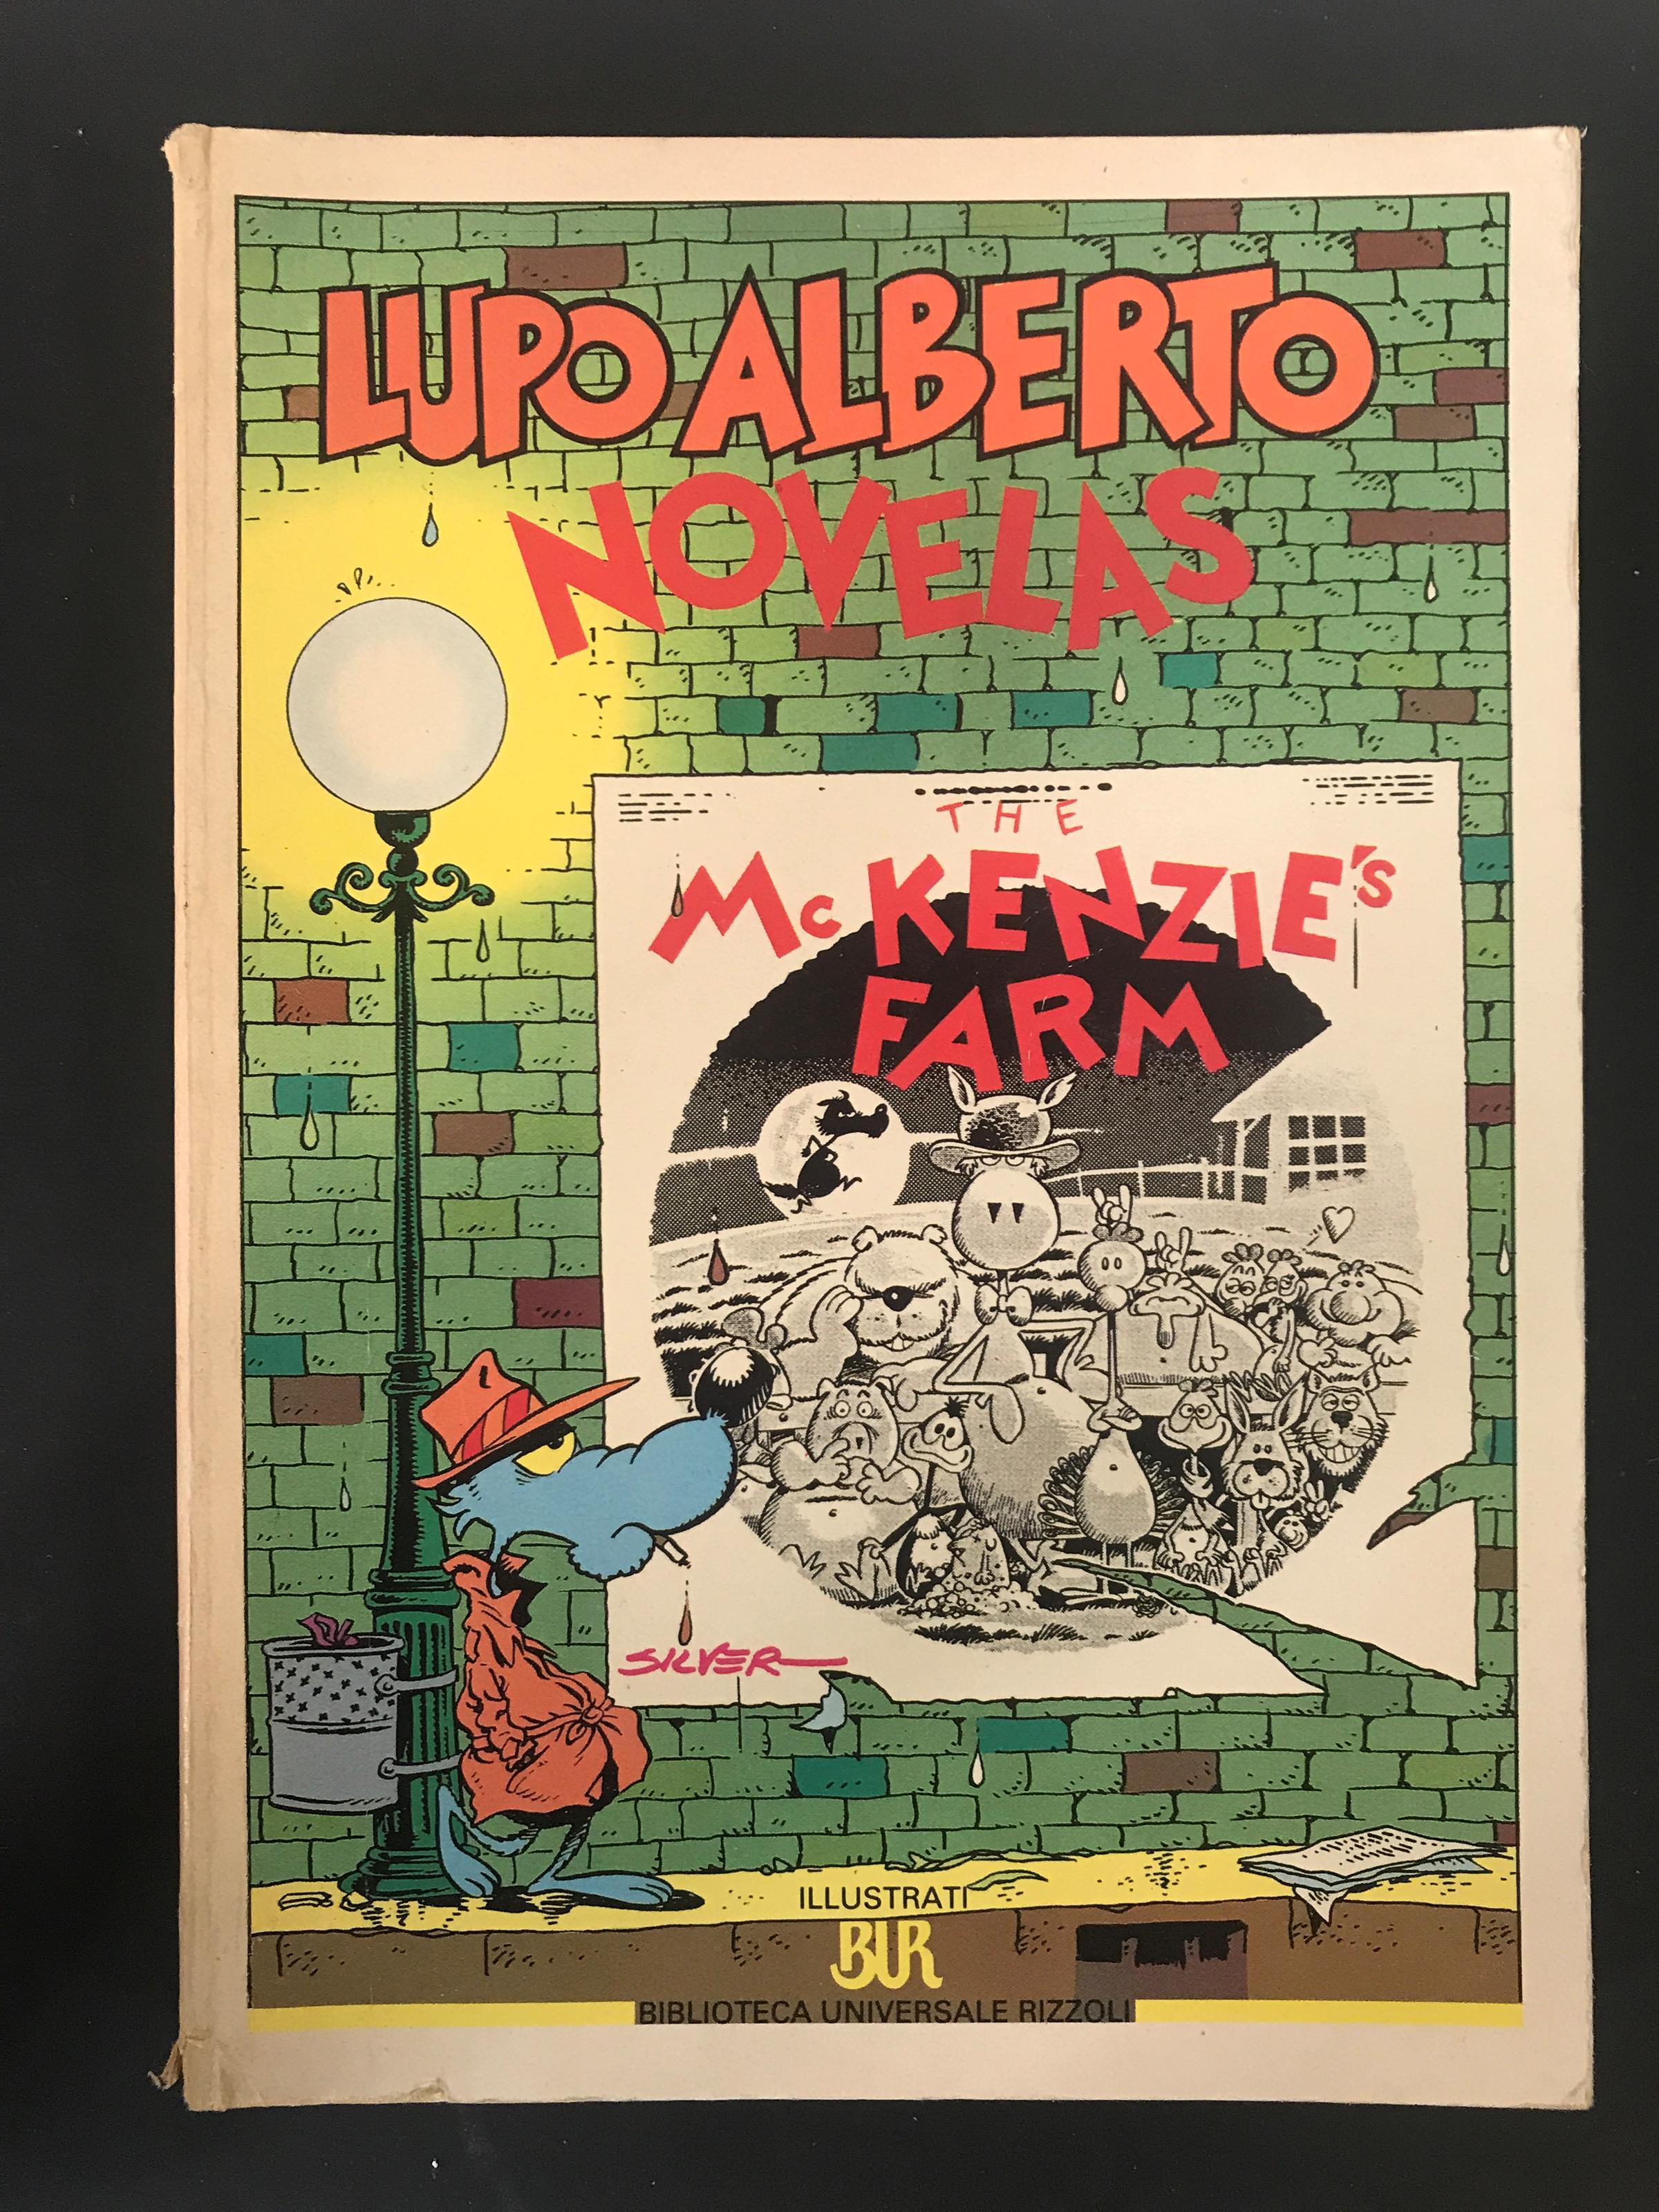 LUPO ALBERTO
NOVELAS
THE
McKENZIE'S
FARM
SILVER
ILLUSTRATI
BUR
BIBLIOTECA UNIVERSALE RIZZOLI